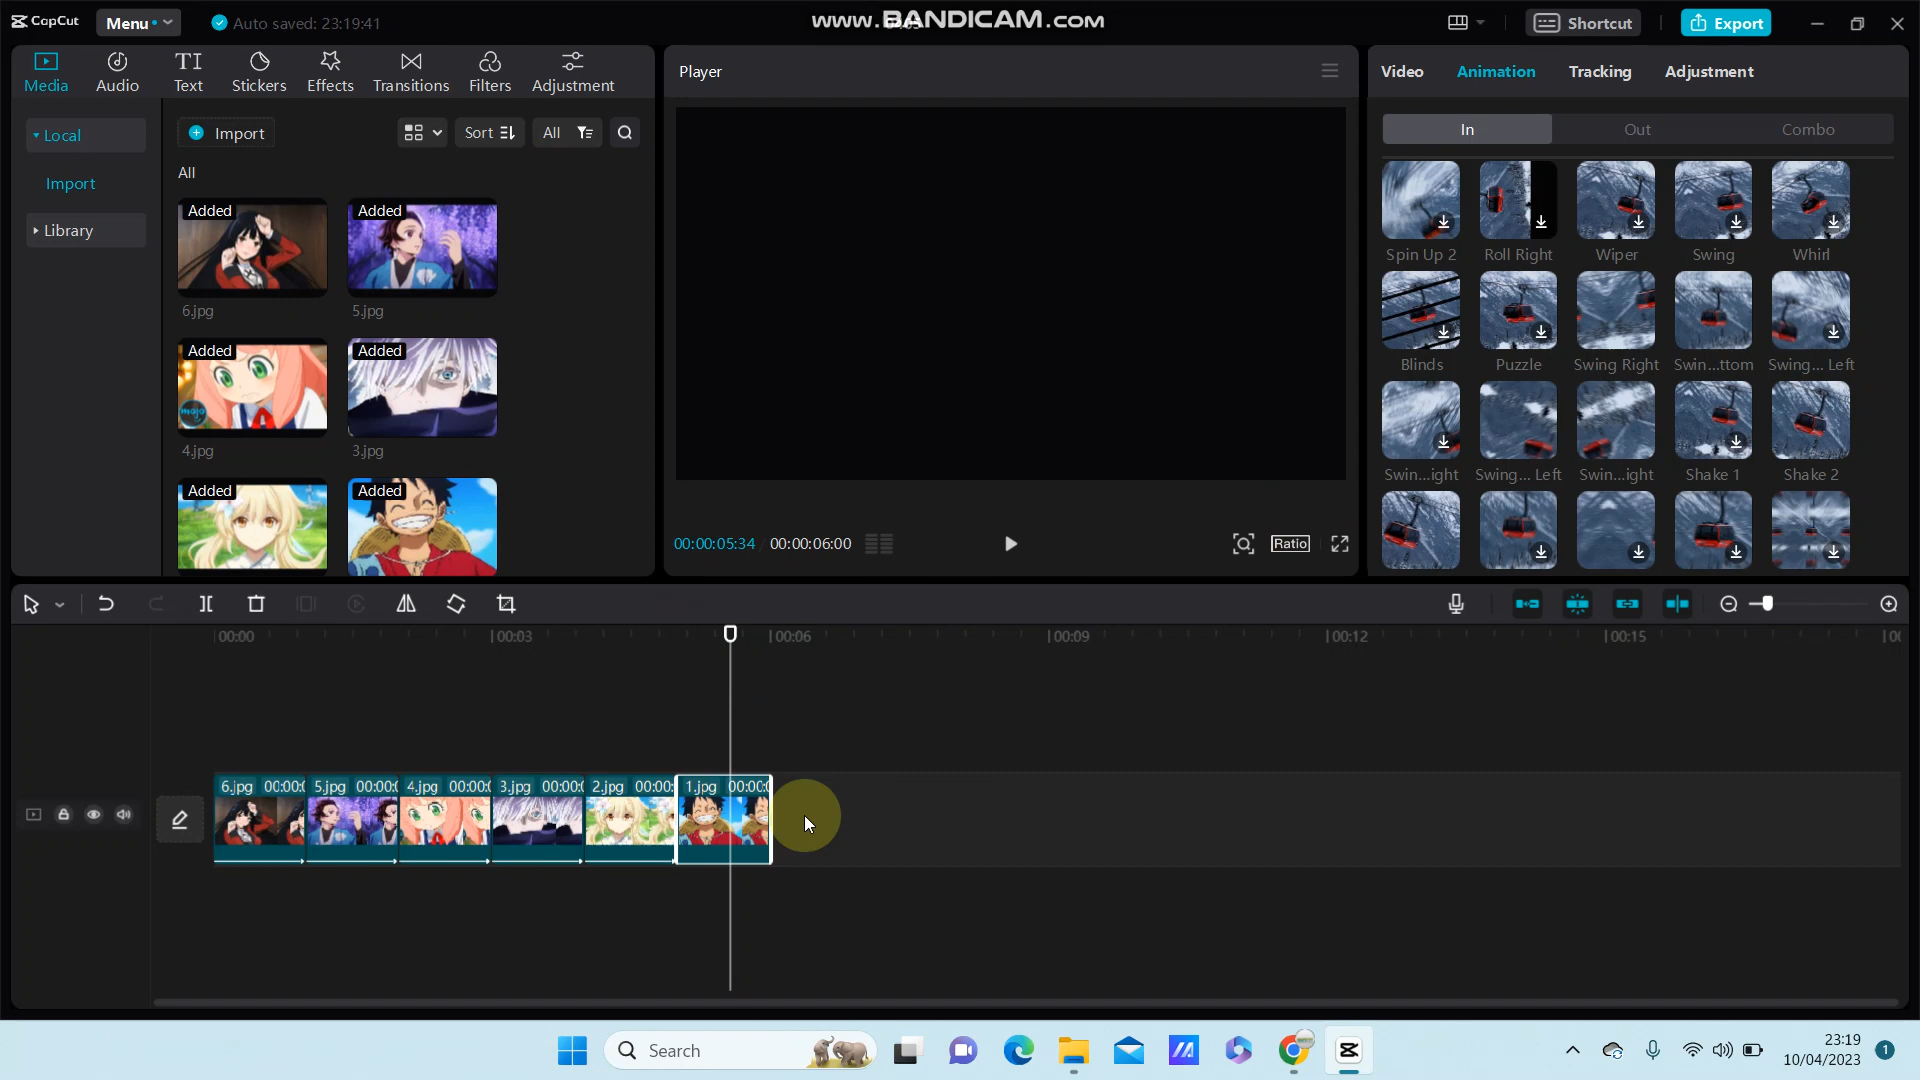 CapCut
Menu
Auto saved: 23:19:41
www.BANDICAM.com
Shortcut
Export
Media
Audio
Text
Stickers
Effects
Transitions
Filters
Adjustment
Player
Video
Animation
Tracking
Adjustment
Local
Import
Library
Import
Sort
All
All
In
Out
Combo
Added
6.jpg
Added
5.jpg
Added
4.jpg
Added
3.jpg
Added
Added
Spin Up 2
Roll Right
Wiper
Swing
Whirl
Blinds
Puzzle
Swing Right
Swin...ttom
Swing... Left
Swin...ight
Swing... Left
Swin...ight
Shake 1
Shake 2
00:00:05:34
00:00:06:00
Ratio
00:00
00:03
00:06
00:09
00:12
00:15
6.jpg 00:00:0
5.jpg 00:00:0
4.jpg 00:00:0
3.jpg 00:00:0
2.jpg 00:00:
1.jpg 00:00:0
Search
23:19
10/04/2023
1